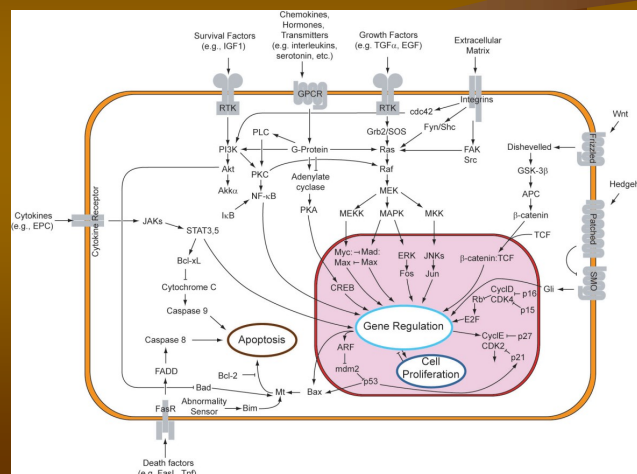 Chemokines,
Hormones,
Transmitters
(e.g. interleukins,
serotonin, etc.)
Survival Factors
(e.g., IGF1)
Growth Factors
(e.g. TGFα, EGF)
Extracellular
Matrix
RTK
GPCR
RTK
Integrins
cdc42
Grb2/SOS
Fyn/Shc
Wnt
PLC
PI3K
G-Protein
Ras
FAK
Src
Dishevelled
Frizzled
Akt
PKC
Adenylate
cyclase
Raf
GSK-3β
Akkα
NF-κB
MEK
APC
Hedgehog
IκB
PKA
MEKK
MAPK
MKK
β-catenin
Patched
Cytokines
(e.g., EPC)
Cytokine Receptor
JAKs
STAT3,5
TCF
Myc:
Mad:
Max
Max
ERK
Fos
JNKs
Jun
β-catenin:TCF
Bcl-xL
CREB
SMO
Gli
Cytochrome C
CycID
p16
Rb
CDK4
p15
E2F
Caspase 9
Gene Regulation
Caspase 8
Apoptosis
ARF
CycIE
p27
CDK2
p21
FADD
Bcl-2
mdm2
Cell
Proliferation
p53
Bad
Mt
Bax
FasR
Abnormality
Sensor
Bim
Death factors
(e.g. FasL, Tnf)